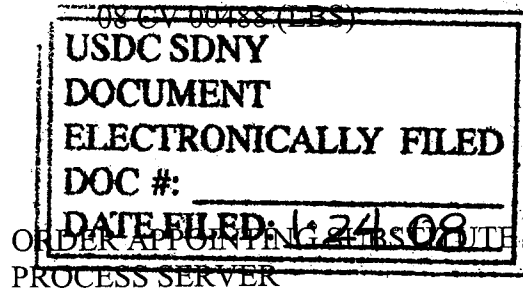 08 CV 00488 (LBS)
USDC SDNY
DOCUMENT
ELECTRONICALLY FILED
DOC #:
DATE FILED: 1-24-08
ORDER APPOINTING SUBSTITUTE
PROCESS SERVER